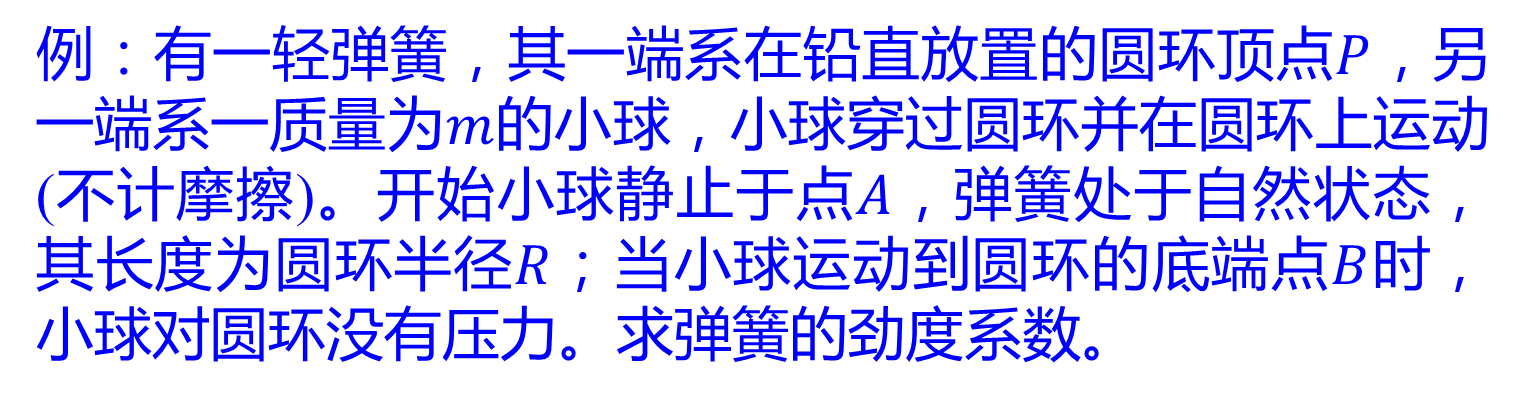 例：有一轻弹簧，其一端系在铅直放置的圆环顶点P，另
一端系一质量为m的小球，小球穿过圆环并在圆环上运动
(不计摩擦)。开始小球静止于点A，弹簧处于自然状态，
其长度为圆环半径R；当小球运动到圆环的底端点B时，
小球对圆环没有压力。求弹簧的劲度系数。